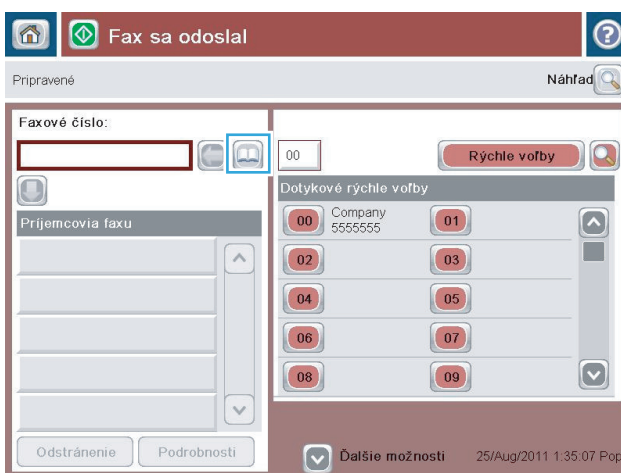 Fax sa odoslal
Pripravené
Náhľad
Faxové číslo:
00
Rýchle voľby
Dotykové rýchle voľby
Príjemcovia faxu
00 Company 01
5555555
02 03
04 05
06 07
08 09
Odstránenie Podrobnosti
Ďalšie možnosti 25/Aug/2011 1:35:07 Pop